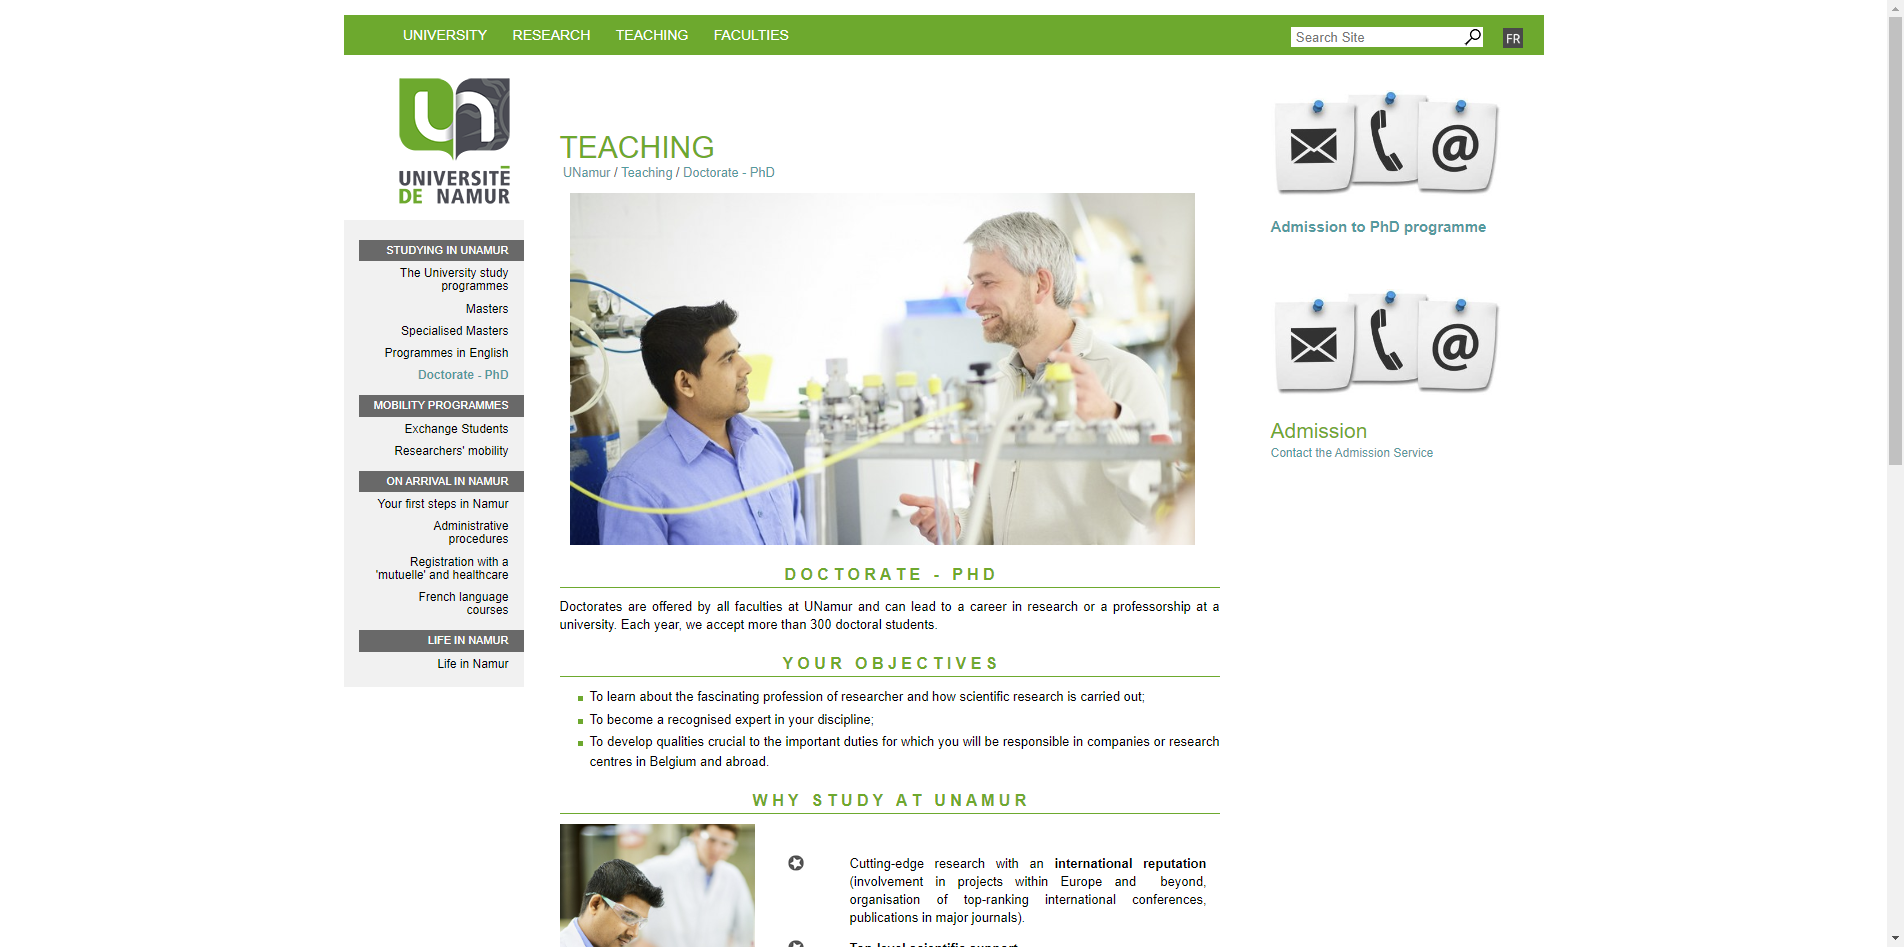 UNIVERSITY RESEARCH TEACHING FACULTIES
Search Site
FR
UNIVERSITÉ
DE NAMUR
STUDYING IN UNAMUR
The University study
programmes
Masters
Specialised Masters
Programmes in English
Doctorate - PhD
MOBILITY PROGRAMMES
Exchange Students
Researchers' mobility
ON ARRIVAL IN NAMUR
Your first steps in Namur
Administrative
procedures
Registration with a
'mutuelle' and healthcare
French language
courses
LIFE IN NAMUR
Life in Namur
TEACHING
UNamur / Teaching / Doctorate - PhD
DOCTORATE - PHD
Doctorates are offered by all faculties at UNamur and can lead to a career in research or a professorship at a
university. Each year, we accept more than 300 doctoral students.
YOUR OBJECTIVES
To learn about the fascinating profession of researcher and how scientific research is carried out;
To become a recognised expert in your discipline;
To develop qualities crucial to the important duties for which you will be responsible in companies or research
centres in Belgium and abroad.
WHY STUDY AT UNAMUR
Cutting-edge research with an international reputation
(involvement in projects within Europe and beyond,
organisation of top-ranking international conferences,
publications in major journals).
Top-level scientific support
@
Admission to PhD programme
@
Admission
Contact the Admission Service